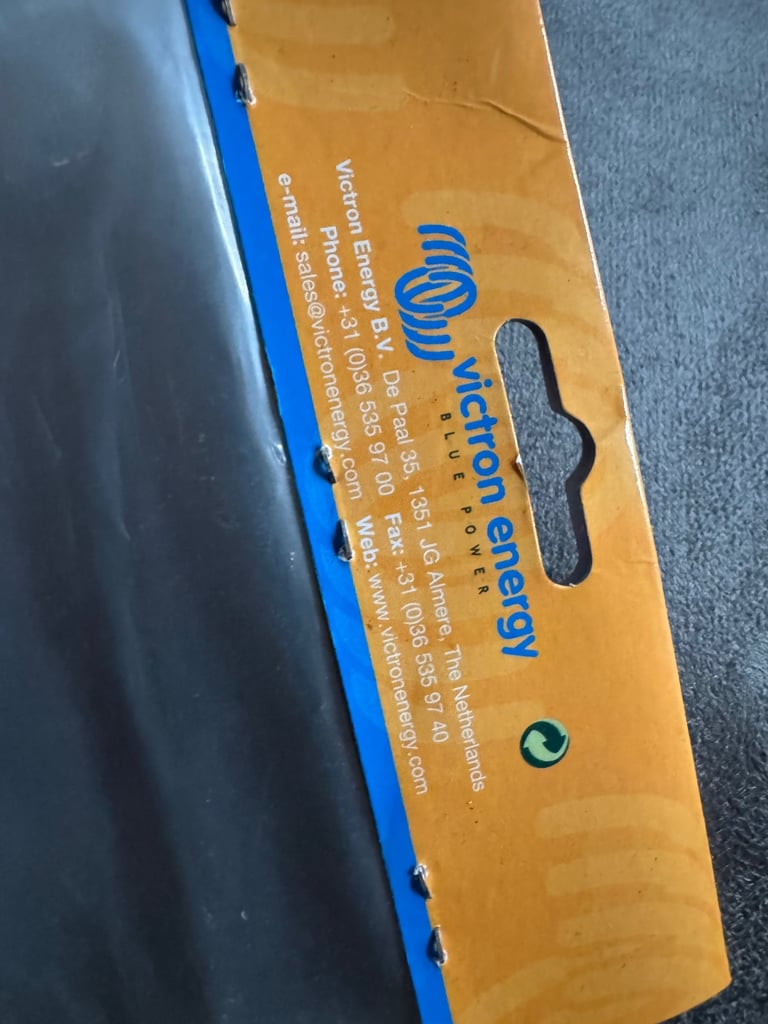 victron energy
BLUE POWER
Victron Energy B.V. De Paal 35, 1351 JG Almere, The Netherlands
Phone: +31 (0)36 535 97 00 Fax: +31 (0)36 535 97 40
e-mail: sales@victronenergy.com Web: www.victronenergy.com